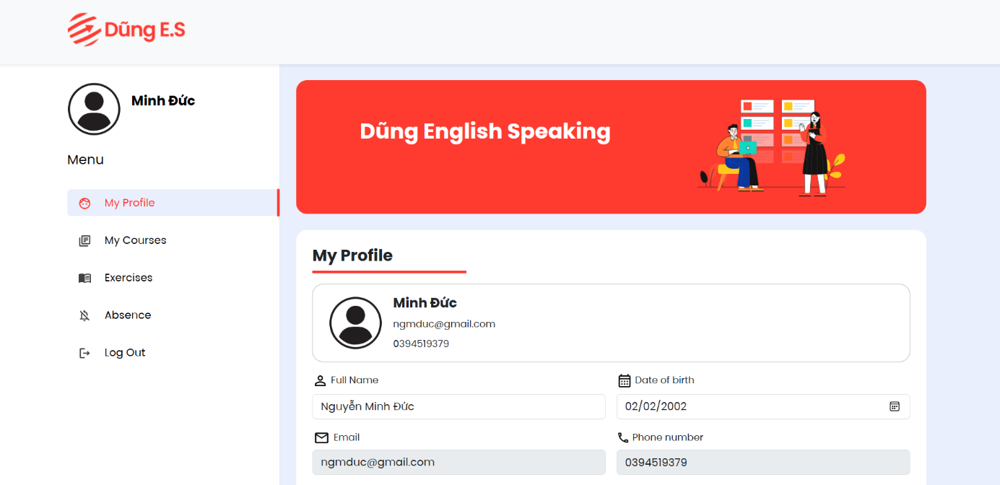 Dũng E.S
Minh Đức
Menu
My Profile
My Courses
Exercises
Absence
Log Out
Dũng English Speaking
My Profile
Minh Đức
ngmduc@gmail.com
0394519379
Full Name
Nguyễn Minh Đức
Date of birth
02/02/2002
Email
ngmduc@gmail.com
Phone number
0394519379